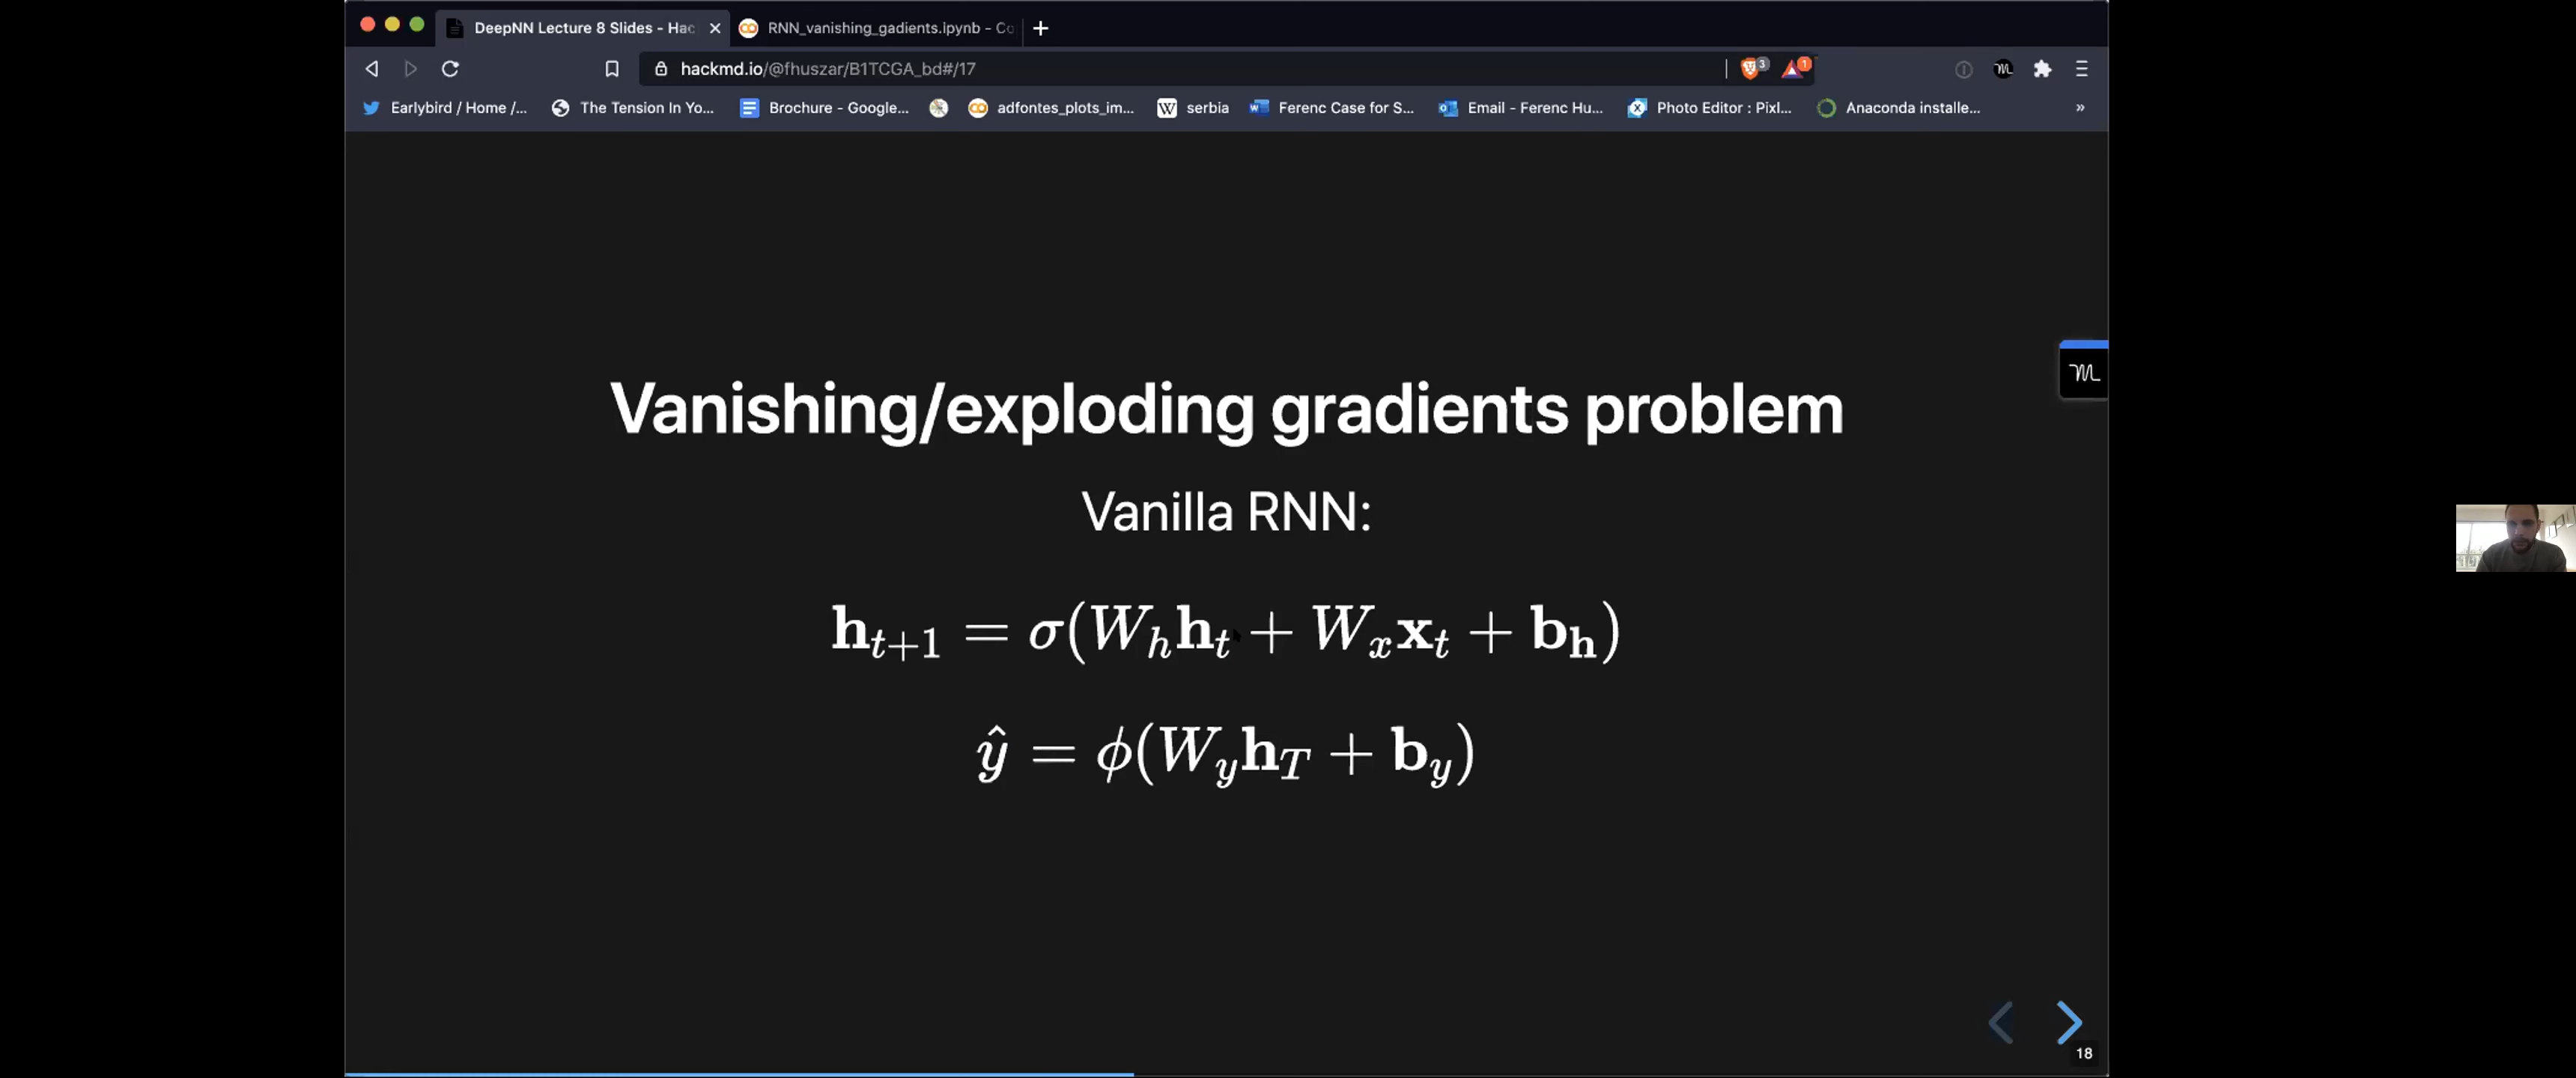 DeepNN Lecture 8 Slides - Hac
RNN_vanishing_gadients.ipynb - Co
hackmd.io/@fhuszar/B1TCGA_bd#/17
3
1
Earlybird / Home /...
The Tension In Yo...
Brochure - Google...
adfontes_plots_im...
W serbia
Ferenc Case for S...
Email - Ferenc Hu...
Photo Editor : Pixl...
Anaconda installe...
»
Vanishing/exploding gradients problem
Vanilla RNN:
h_{t+1} = σ(W_h h_t + W_x x_t + b_h)
ŷ = ϕ(W_y h_T + b_y)
18